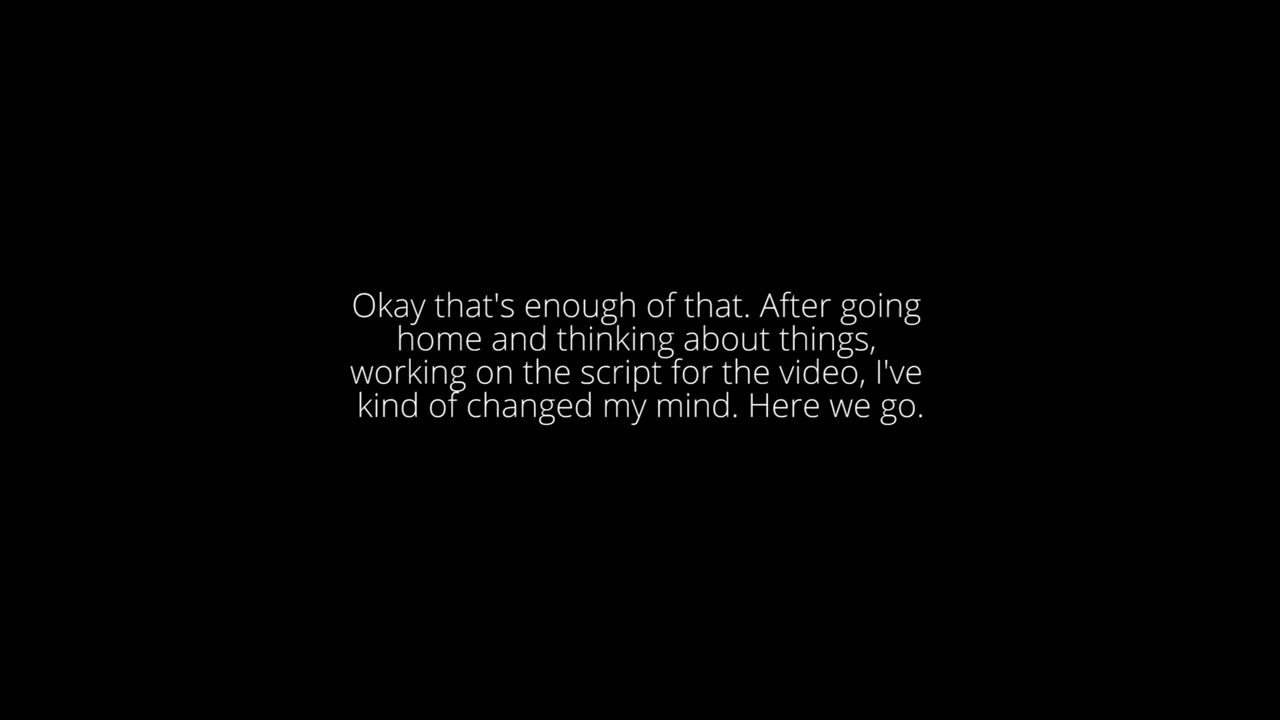 Okay that's enough of that. After going
home and thinking about things,
working on the script for the video, I've
kind of changed my mind. Here we go.